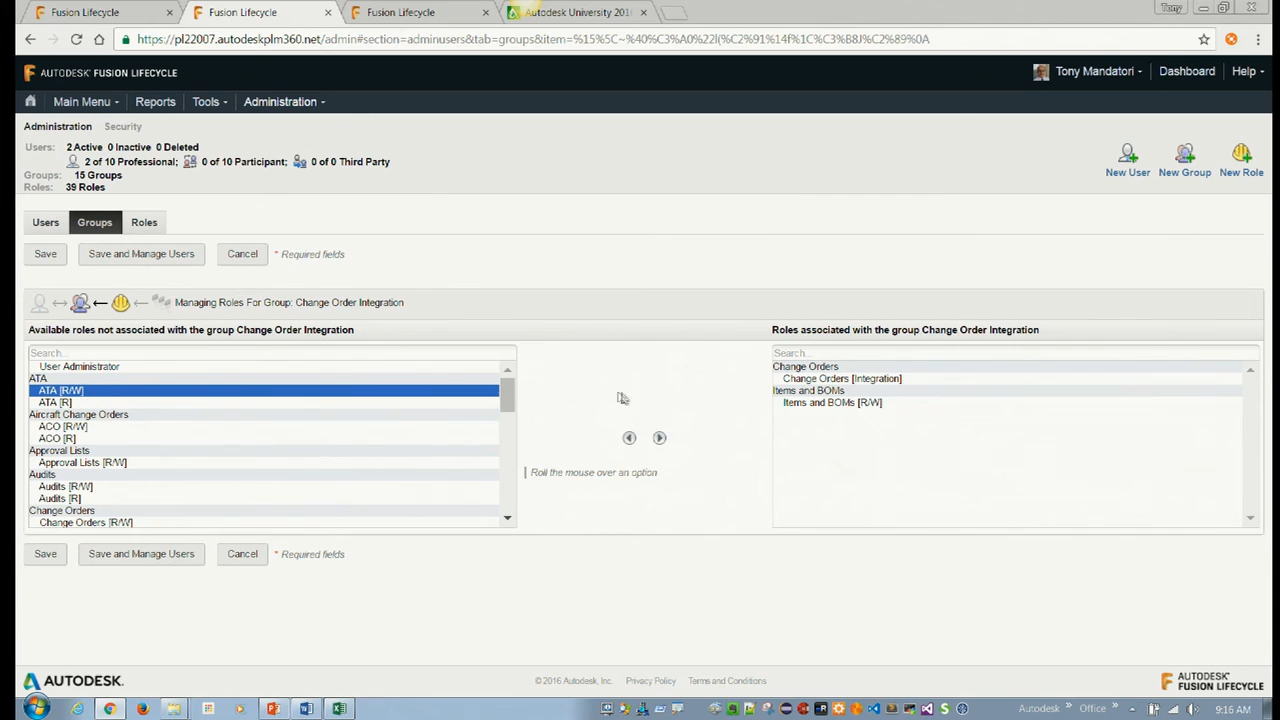 Fusion Lifecycle
Fusion Lifecycle
Fusion Lifecycle
Autodesk University 201
Tony
https://pl22007.autodeskplm360.net/admin#section=adminusers&tab=groups&item=%15%5C~%40%C3%A0%22l(%C2%91%14f%1C%C3%B8J%C2%89%0A
AUTODESK® FUSION LIFECYCLE
Tony Mandatori
Dashboard
Help
Main Menu
Reports
Tools
Administration
Administration
Security
Users: 2 Active 0 Inactive 0 Deleted
2 of 10 Professional; 0 of 10 Participant; 0 of 0 Third Party
Groups: 15 Groups
Roles: 39 Roles
New User
New Group
New Role
Users
Groups
Roles
Save
Save and Manage Users
Cancel
* Required fields
Managing Roles For Group: Change Order Integration
Available roles not associated with the group Change Order Integration
Roles associated with the group Change Order Integration
Search...
User Administrator
ATA
ATA [R/W]
ATA [R]
Aircraft Change Orders
ACO [R/W]
ACO [R]
Approval Lists
Approval Lists [R/W]
Audits
Audits [R/W]
Audits [R]
Change Orders
Change Orders [R/W]
Roll the mouse over an option
Search...
Change Orders
Change Orders [Integration]
Items and BOMs
Items and BOMs [R/W]
Save
Save and Manage Users
Cancel
* Required fields
AUTODESK.
© 2016 Autodesk, Inc.
Privacy Policy
Terms and Conditions
AUTODESK®
FUSION LIFECYCLE
Autodesk
Office
9:16 AM